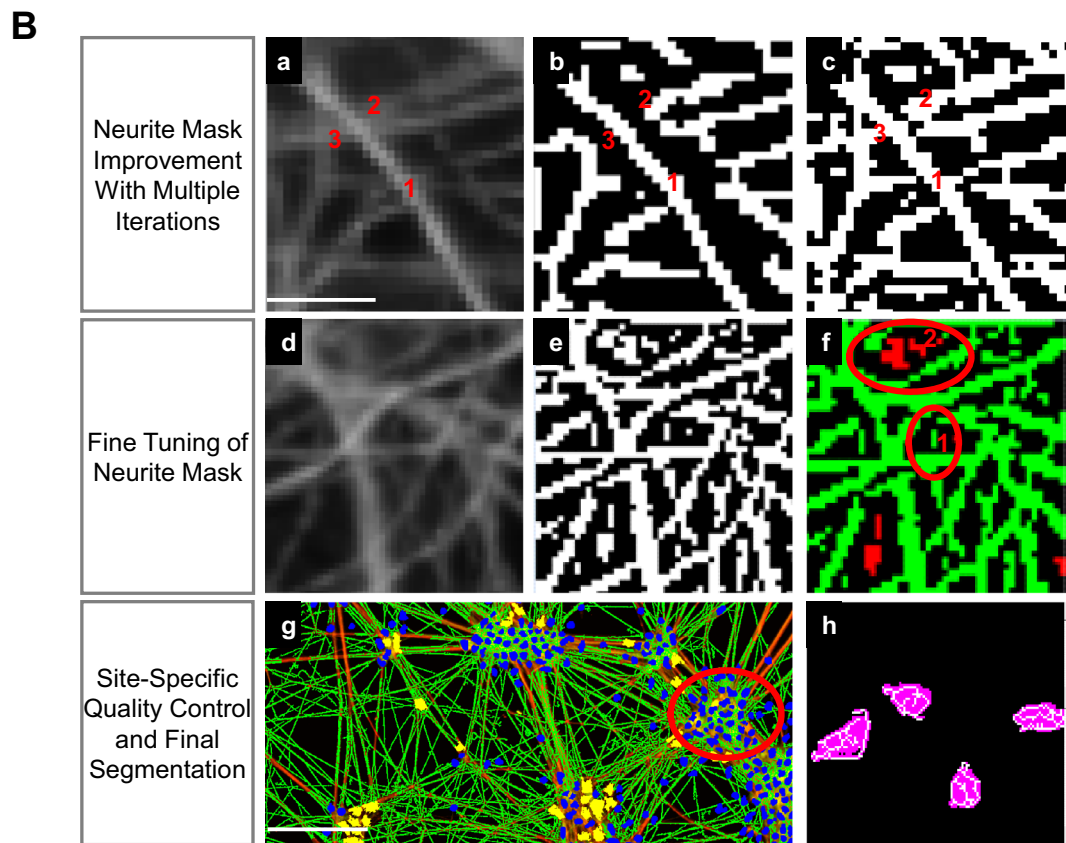 B
Neurite Mask
Improvement
With Multiple
Iterations
a
1
2
3
b
1
2
3
c
1
2
3
Fine Tuning of
Neurite Mask
d
e
f
1
2
Site-Specific
Quality Control
and Final
Segmentation
g
h